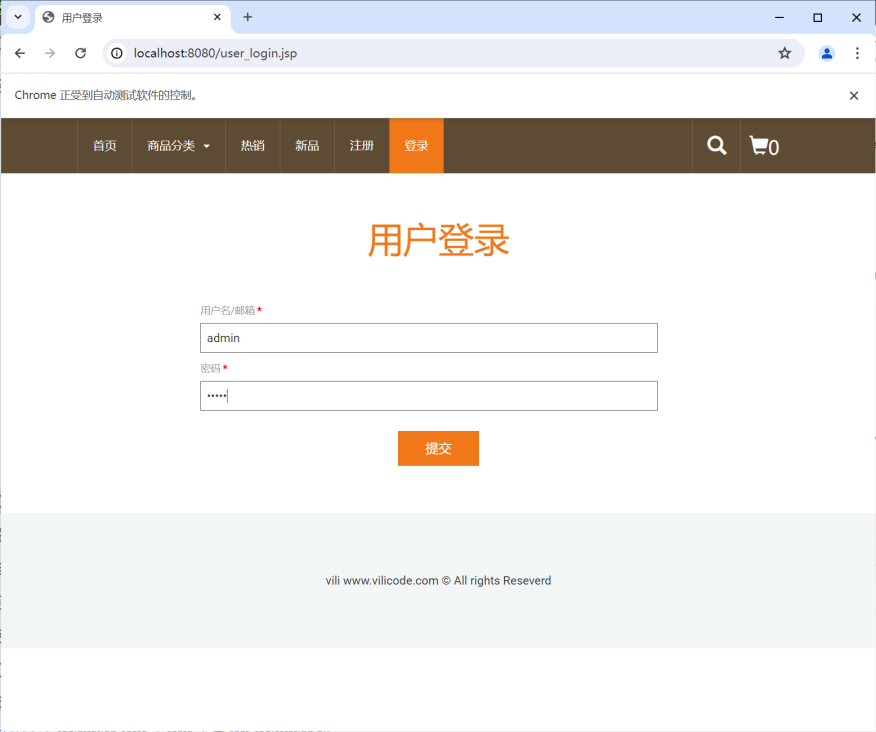 用户登录
localhost:8080/user_login.jsp
Chrome 正受到自动测试软件的控制。
首页 商品分类 热销 新品 注册 登录 0
用户登录
用户名/邮箱 *
admin
密码 *
•••••
提交
vili www.vilicode.com © All rights Reseverd